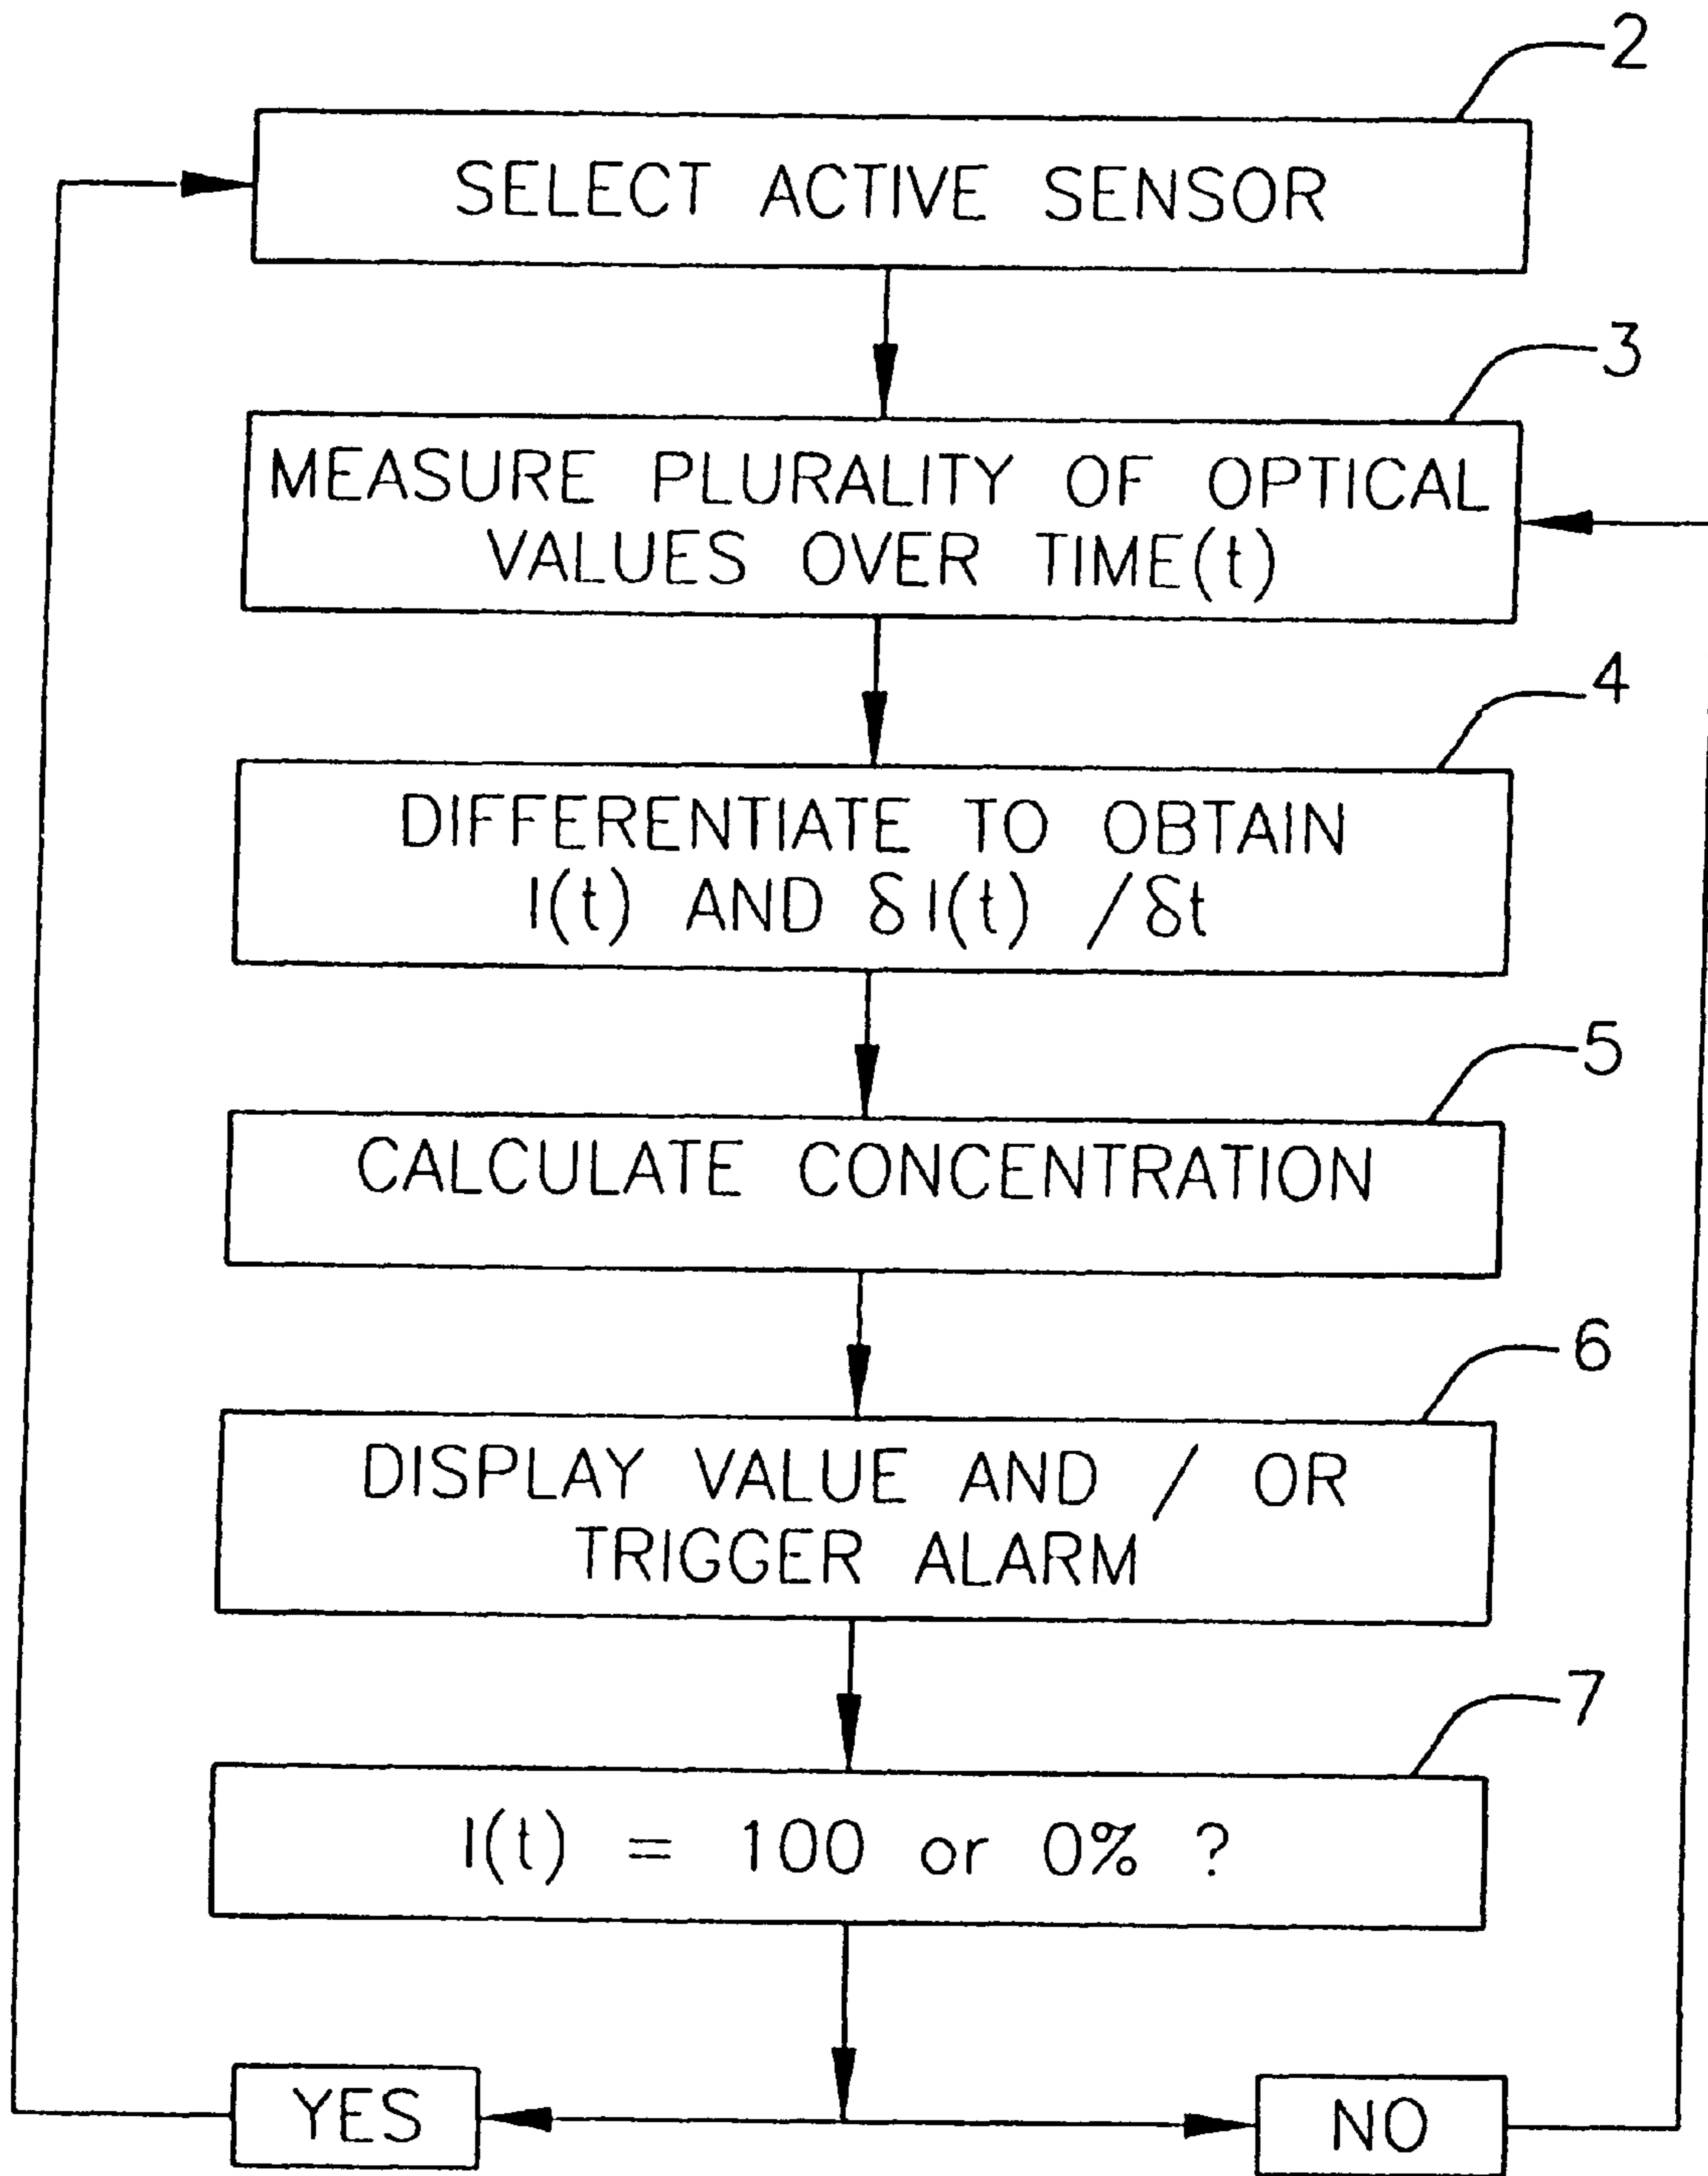 2
SELECT ACTIVE SENSOR
3
MEASURE PLURALITY OF OPTICAL
VALUES OVER TIME(t)
4
DIFFERENTIATE TO OBTAIN
I(t) AND δI(t) /δt
5
CALCULATE CONCENTRATION
6
DISPLAY VALUE AND / OR
TRIGGER ALARM
7
I(t) = 100 or 0% ?
YES
NO